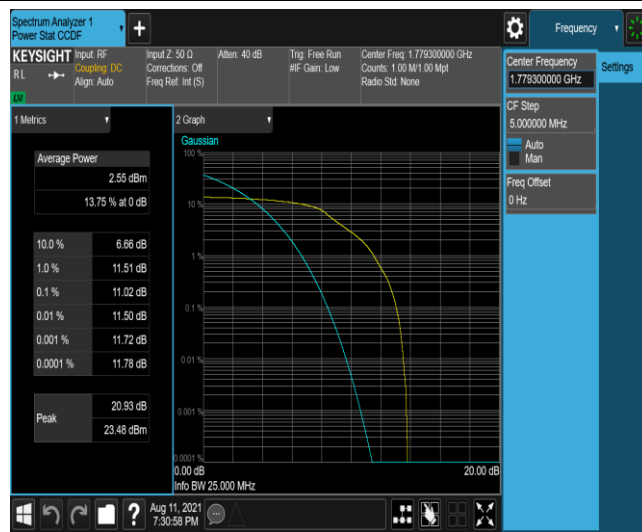 Spectrum Analyzer 1
Power Stat CCDF
Frequency
KEYSIGHT
RL
Input: RF
Coupling: DC
Align: Auto
Input Z: 50 Ω
Corrections: Off
Freq Ref: Int (S)
Atten: 40 dB
Trig: Free Run
#IF Gain: Low
Center Freq: 1.779300000 GHz
Counts: 1.00 M/1.00 Mpt
Radio Std: None
Center Frequency
1.779300000 GHz
Settings
CF Step
5.000000 MHz
Auto
Man
Freq Offset
0 Hz
1 Metrics
2 Graph
Average Power
2.55 dBm
13.75 % at 0 dB
10.0 % 6.66 dB
1.0 % 11.51 dB
0.1 % 11.02 dB
0.01 % 11.50 dB
0.001 % 11.72 dB
0.0001 % 11.78 dB
Peak 20.93 dB
23.48 dBm
Gaussian
100 %
10 %
1 %
0.1 %
0.01 %
0.001 %
0.0001 %
0.00 dB 20.00 dB
Info BW 25.000 MHz
?
Aug 11, 2021
7:30:58 PM